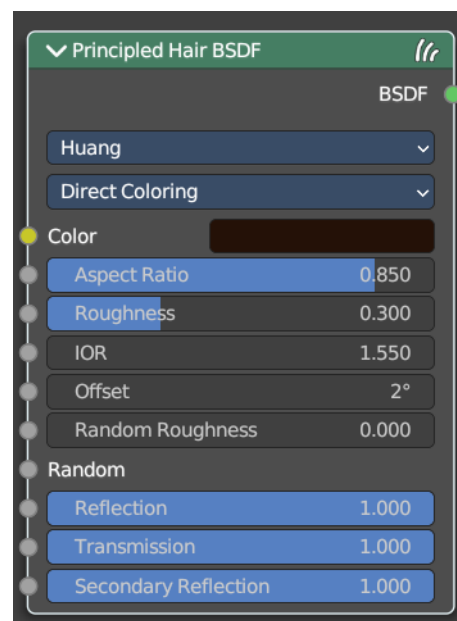 Principled Hair BSDF
BSDF
Huang
Direct Coloring
Color
Aspect Ratio 0.850
Roughness 0.300
IOR 1.550
Offset 2°
Random Roughness 0.000
Random
Reflection 1.000
Transmission 1.000
Secondary Reflection 1.000